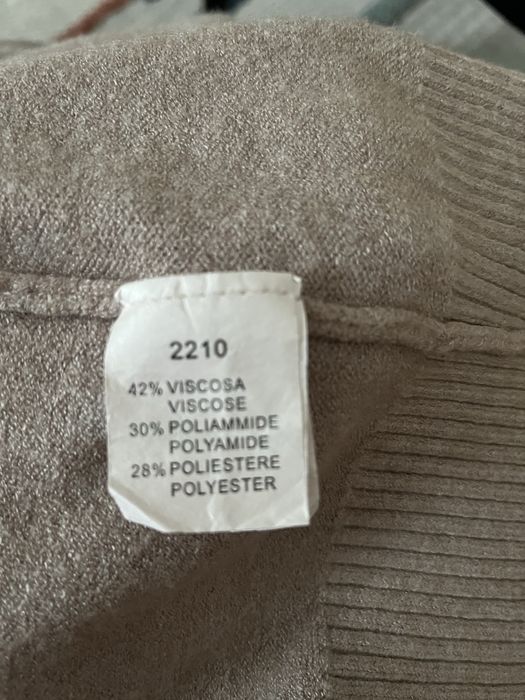 2210
42% VISCOSA
VISCOSE
30% POLIAMMIDE
POLYAMIDE
28% POLIESTERE
POLYESTER